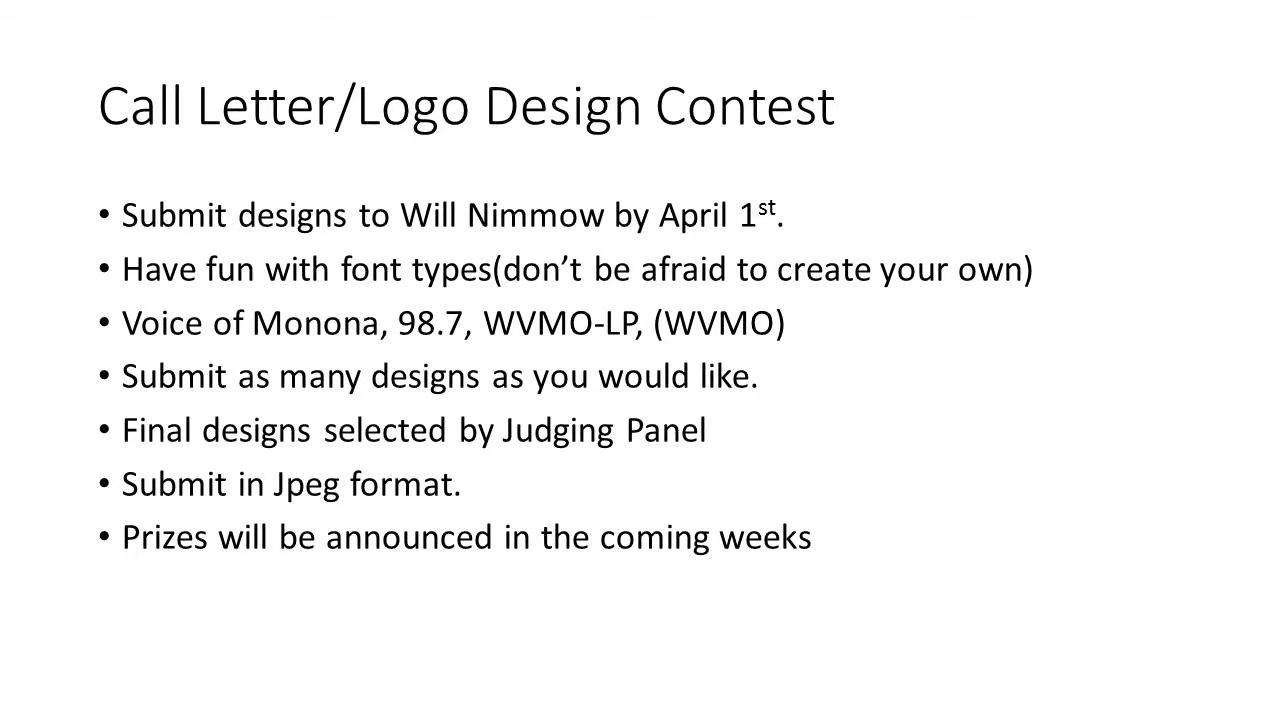 Call Letter/Logo Design Contest
• Submit designs to Will Nimmow by April 1st.
• Have fun with font types(don’t be afraid to create your own)
• Voice of Monona, 98.7, WVMO-LP, (WVMO)
• Submit as many designs as you would like.
• Final designs selected by Judging Panel
• Submit in Jpeg format.
• Prizes will be announced in the coming weeks